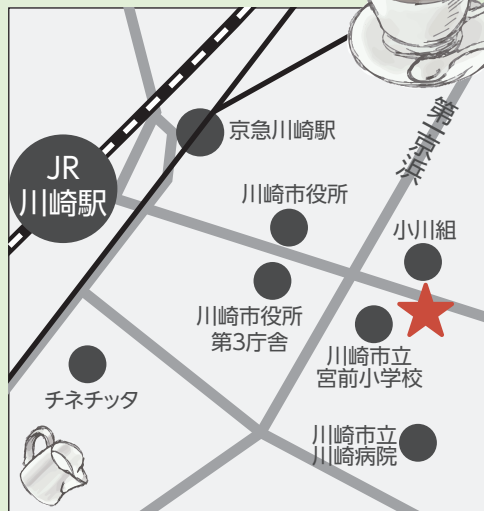 京急川崎駅
JR
川崎駅
第一京浜
川崎市役所
小川組
川崎市役所
第3庁舎
川崎市立
宮前小学校
チネチッタ
川崎市立
川崎病院